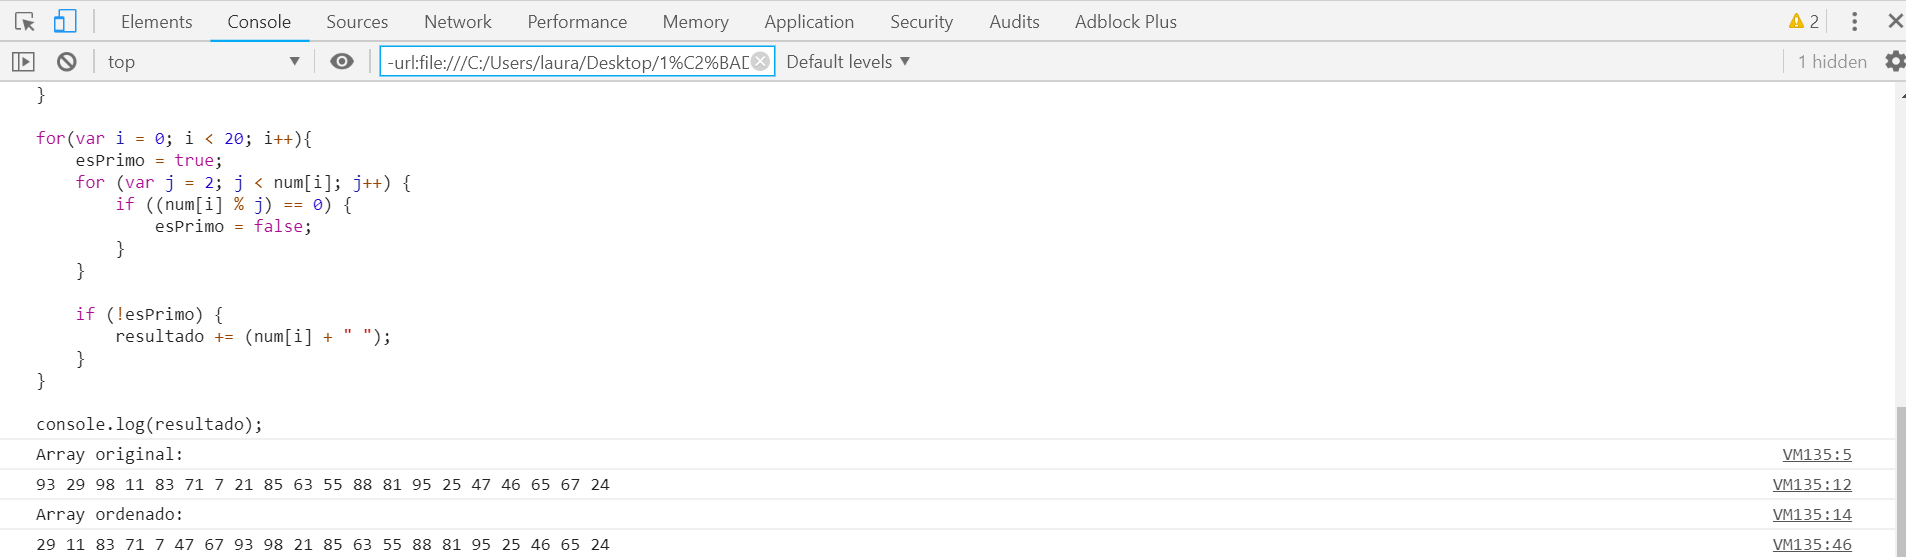 Elements Console Sources Network Performance Memory Application Security Audits Adblock Plus 2
top -url:file:///C:/Users/laura/Desktop/1%C2%BAD Default levels 1 hidden
}
for(var i = 0; i < 20; i++){
esPrimo = true;
for (var j = 2; j < num[i]; j++) {
if ((num[i] % j) == 0) {
esPrimo = false;
}
}
if (!esPrimo) {
resultado += (num[i] + " ");
}
}
console.log(resultado);
Array original: VM135:5
93 29 98 11 83 71 7 21 85 63 55 88 81 95 25 47 46 65 67 24 VM135:12
Array ordenado: VM135:14
29 11 83 71 7 47 67 93 98 21 85 63 55 88 81 95 25 46 65 24 VM135:46